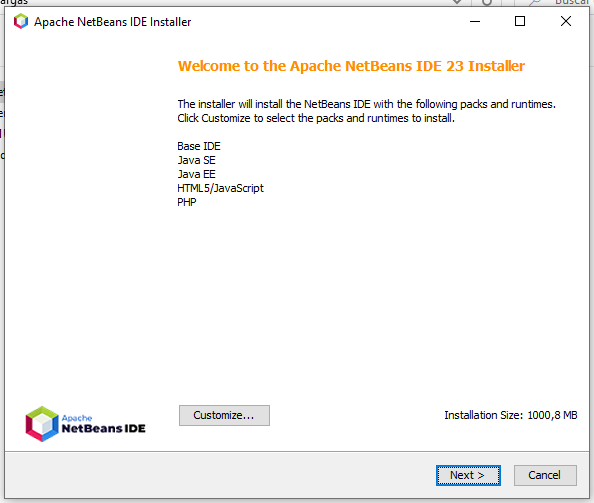 Buscar
Apache NetBeans IDE Installer
Welcome to the Apache NetBeans IDE 23 Installer
The installer will install the NetBeans IDE with the following packs and runtimes.
Click Customize to select the packs and runtimes to install.
Base IDE
Java SE
Java EE
HTML5/JavaScript
PHP
Apache
NetBeans IDE
Customize...
Installation Size: 1000,8 MB
Next >
Cancel